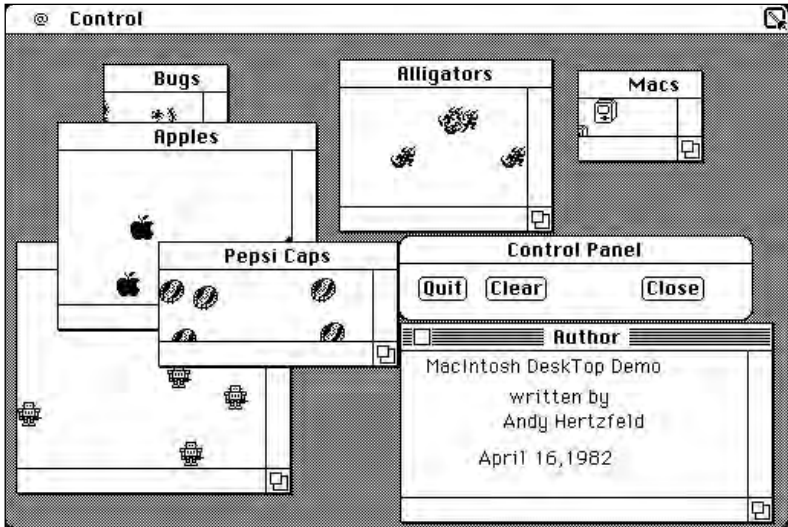 @ Control
Bugs
Alligators
Macs
Apples
Pepsi Caps
Control Panel
Quit Clear Close
Author
MacIntosh DeskTop Demo
written by
Andy Hertzfeld
April 16,1982